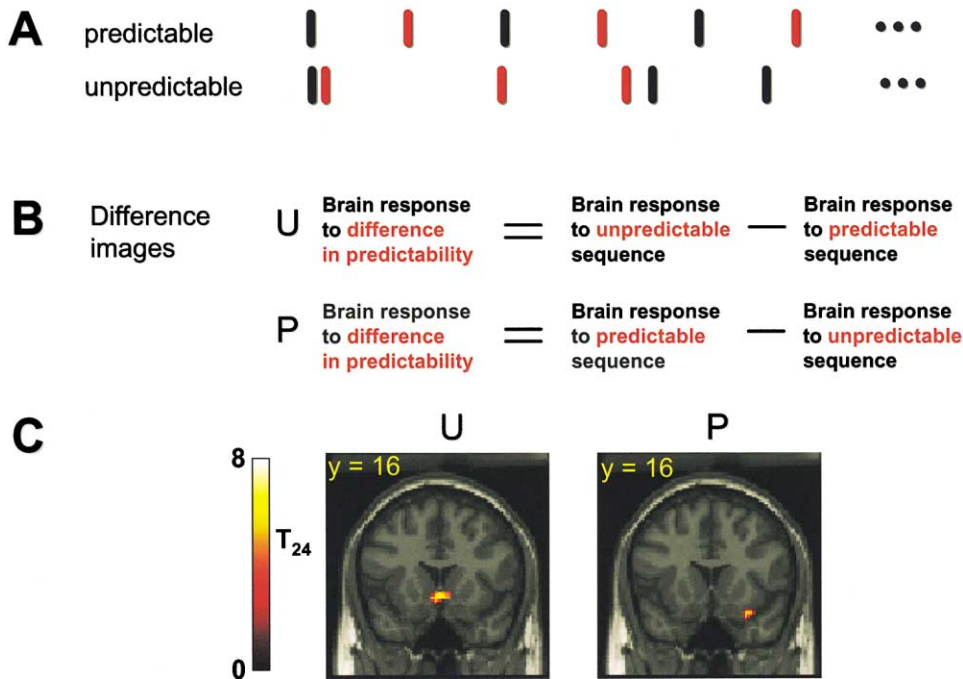 A
predictable
unpredictable
B
Difference
images
U
Brain response
to difference
in predictability
=
Brain response
to unpredictable
sequence
—
Brain response
to predictable
sequence
P
Brain response
to difference
in predictability
=
Brain response
to predictable
sequence
—
Brain response
to unpredictable
sequence
C
U
P
8
T24
0
y = 16
y = 16